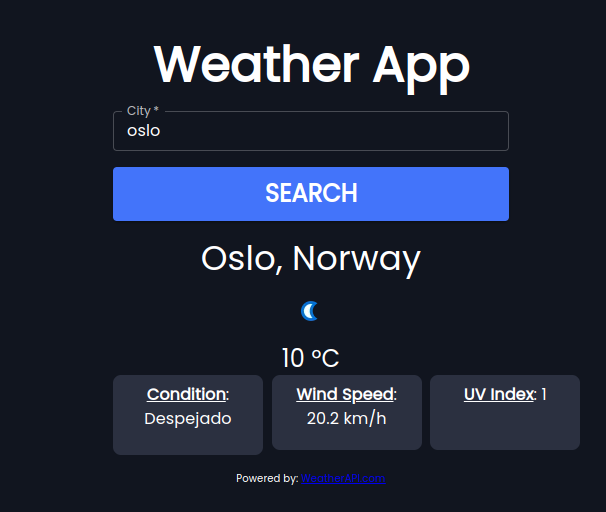 Weather App
City *
oslo
SEARCH
Oslo, Norway
10 ºC
Condition:
Despejado
Wind Speed:
20.2 km/h
UV Index: 1
Powered by: WeatherAPI.com